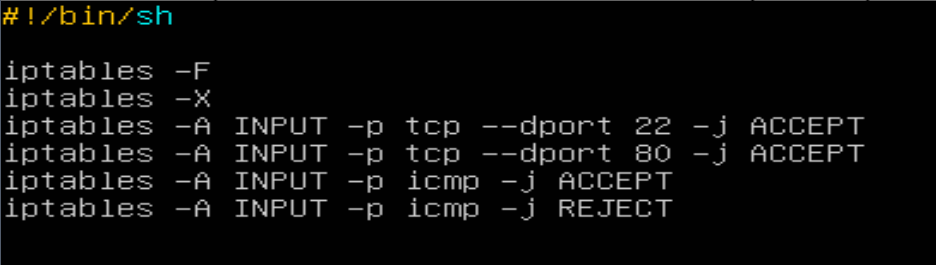 #!/bin/sh
iptables -F
iptables -X
iptables -A INPUT -p tcp --dport 22 -j ACCEPT
iptables -A INPUT -p tcp --dport 80 -j ACCEPT
iptables -A INPUT -p icmp -j ACCEPT
iptables -A INPUT -p icmp -j REJECT